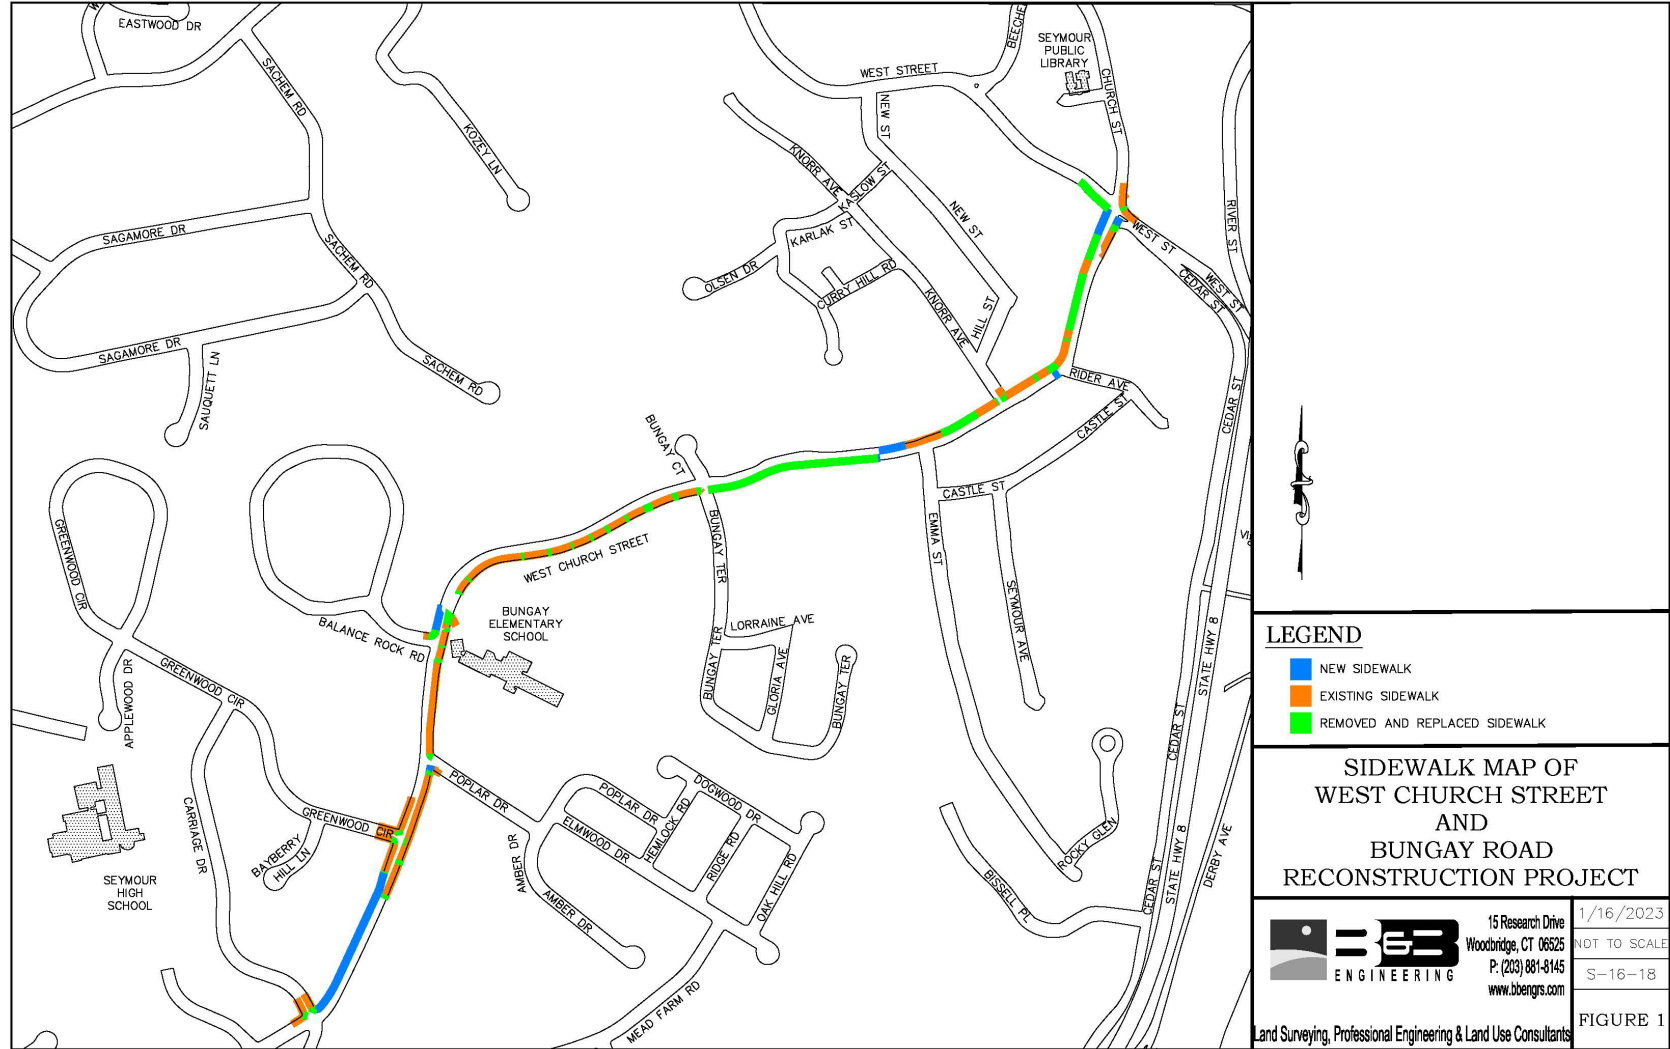 EASTWOOD DR
SACHEM RD
KOZEY LN
WEST STREET
BEECHE
SEYMOUR
PUBLIC
LIBRARY
CHURCH ST
NEW ST
KNORR AVE
KASLOW ST
NEW ST
KARLAK ST
OLSEN DR
CURRY HILL RD
KNORR AVE
HILL ST
WEST ST
RIVER ST
WEST ST
CEDAR ST
SAGAMORE DR
SACHEM RD
SAGAMORE DR
SAUQUETT LN
SACHEM RD
RIDER AVE
CASTLE ST
CEDAR ST
BUNGAY CT
CASTLE ST
EMMA ST
SEYMOUR AVE
BUNGAY TER
WEST CHURCH STREET
GREENWOOD CIR
BALANCE ROCK RD
BUNGAY
ELEMENTARY
SCHOOL
LORRAINE AVE
BUNGAY TER
GLORIA AVE
BUNGAY TER
STATE HWY 8
CEDAR ST
GREENWOOD CIR
APPLEWOOD DR
CARRIAGE DR
GREENWOOD CIR
BAYBERRY
HILL LN
POPLAR DR
POPLAR DR
DOGWOOD DR
HEMLOCK RD
ELMWOOD DR
RIDGE RD
OAK HILL RD
AMBER DR
AMBER DR
MEAD FARM RD
SEYMOUR
HIGH
SCHOOL
ROCKY GLEN
BISSELL PL
CEDAR ST
STATE HWY 8
DERBY AVE
LEGEND
NEW SIDEWALK
EXISTING SIDEWALK
REMOVED AND REPLACED SIDEWALK
SIDEWALK MAP OF
WEST CHURCH STREET
AND
BUNGAY ROAD
RECONSTRUCTION PROJECT
B&B
ENGINEERING
15 Research Drive
Woodbridge, CT 06525
P: (203) 881-8145
www.bbengrs.com
Land Surveying, Professional Engineering & Land Use Consultants
1/16/2023
NOT TO SCALE
S-16-18
FIGURE 1